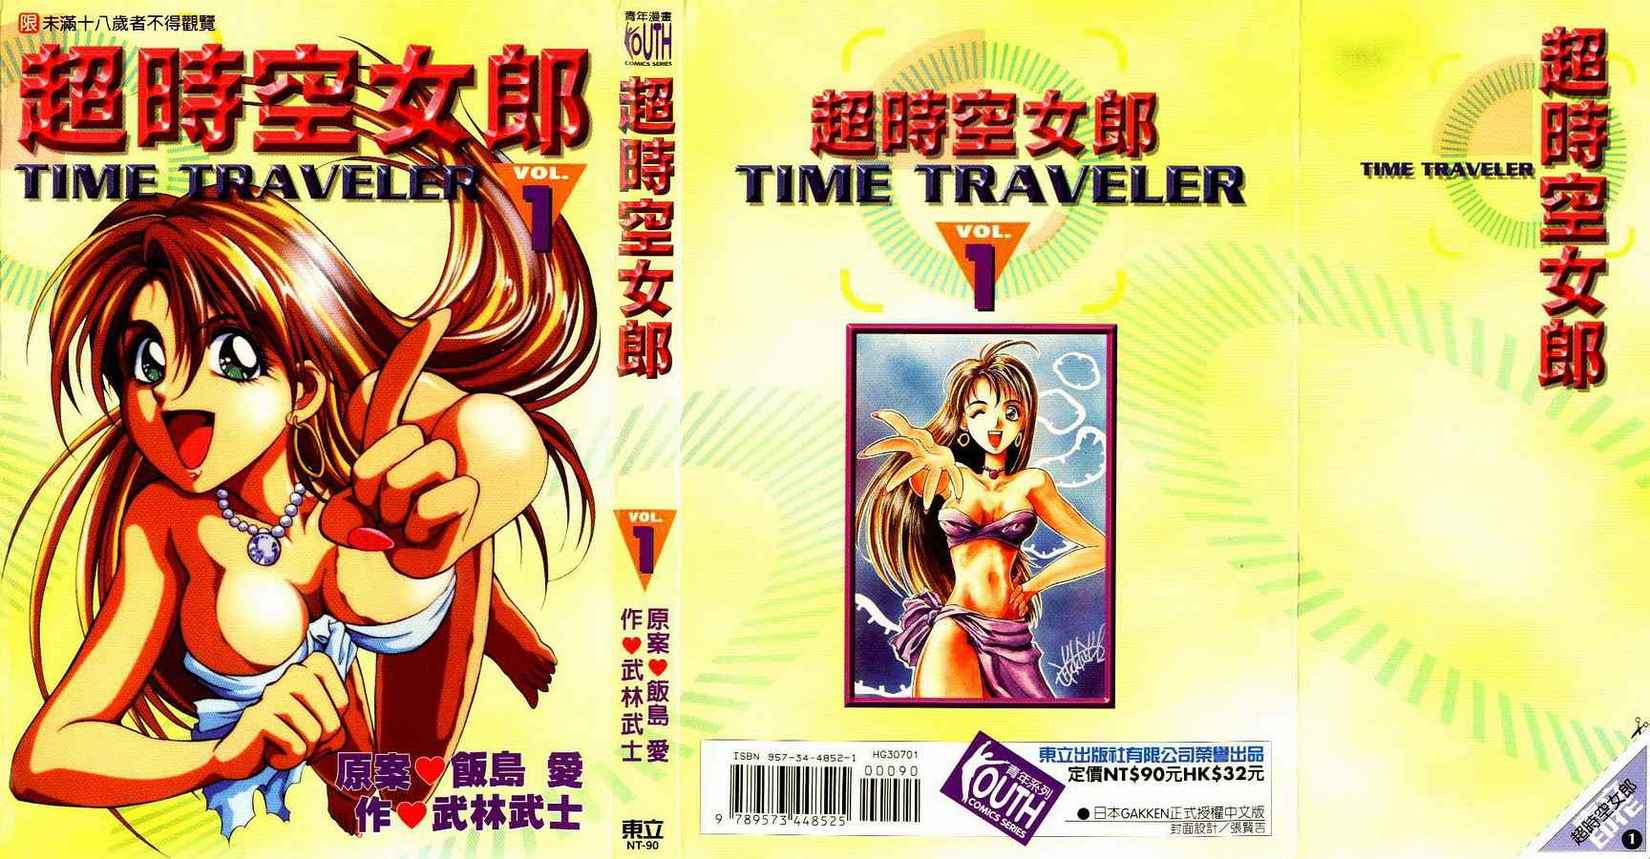 限 未滿十八歲者不得觀覽
超時空女郎
TIME TRAVELER
VOL.
1
原案♥飯島 愛
作♥武林武士
青年漫畫
YOUTH
COMICS SERIES
超時空女郎
VOL.
1
原案♥飯島 愛
作♥武林武士
東立
NT-90
超時空女郎
TIME TRAVELER
VOL.
1
ISBN 957-34-4852-1 HG30701
00090
9 789573 448525
青年系列
YOUTH
COMICS SERIES
東立出版社有限公司榮譽出品
定價NT$90元HK$32元
●日本GAKKEN正式授權中文版
封面設計／張賢吉
TIME TRAVELER
超時空女郎
超時空女郎
1